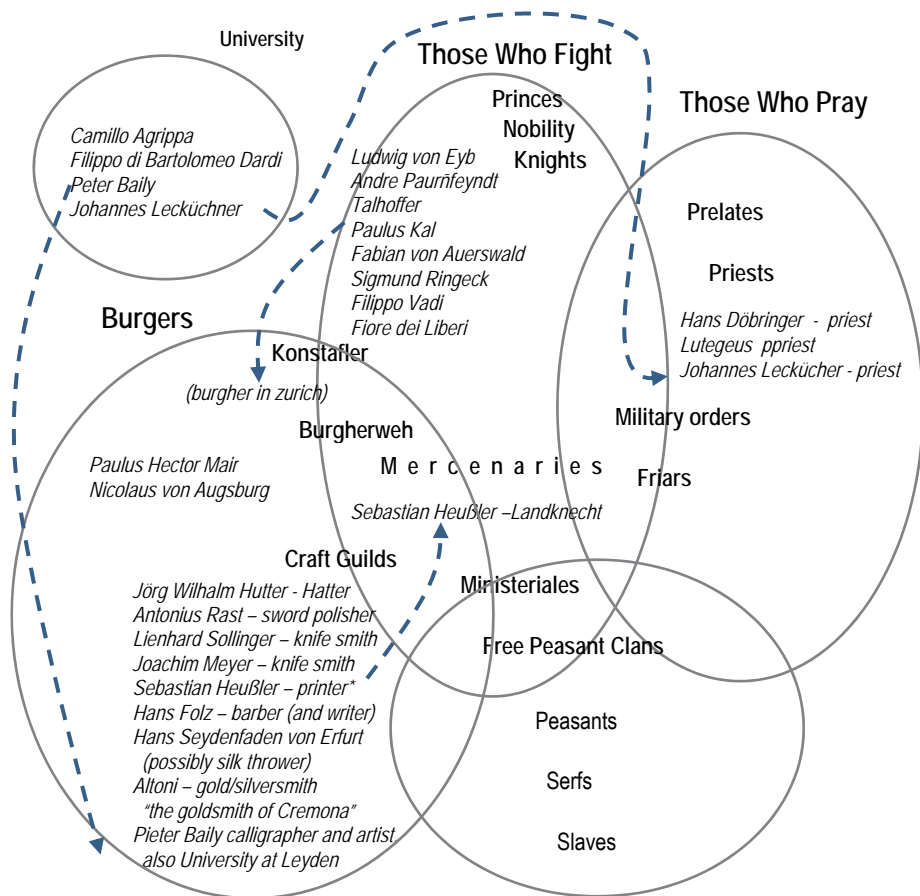 University
Those Who Fight
Those Who Pray
Princes
Nobility
Knights
Camillo Agrippa
Filippo di Bartolomeo Dardi
Peter Baily
Johannes Lecküchner
Ludwig von Eyb
Andre Paurñfeyndt
Talhoffer
Paulus Kal
Fabian von Auerswald
Sigmund Ringeck
Filippo Vadi
Fiore dei Liberi
Prelates
Priests
Hans Döbringer - priest
Lutegeus ppriest
Johannes Leckücher - priest
Military orders
Friars
Burgers
Konstafler
(burgher in zurich)
Burgherweh
Mercenaries
Paulus Hector Mair
Nicolaus von Augsburg
Sebastian Heußler –Landknecht
Craft Guilds
Jörg Wilhalm Hutter - Hatter
Antonius Rast – sword polisher
Lienhard Sollinger – knife smith
Joachim Meyer – knife smith
Sebastian Heußler – printer*
Hans Folz – barber (and writer)
Hans Seydenfaden von Erfurt
(possibly silk thrower)
Altoni – gold/silversmith
"the goldsmith of Cremona"
Pieter Baily calligrapher and artist
also University at Leyden
Ministeriales
Free Peasant Clans
Peasants
Serfs
Slaves